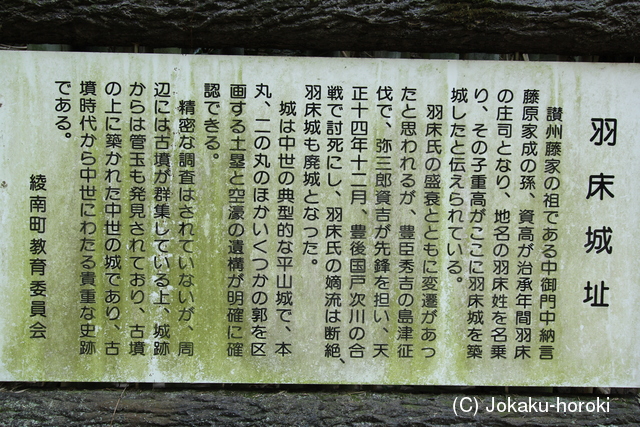 羽床城址
讃州藤家の祖である中御門中納言
藤原家成の孫、資高が治承年間羽床
の庄司となり、地名の羽床姓を名乗
り、その子重高がここに羽床城を築
城したと伝えられている。
羽床氏の盛衰とともに変遷があっ
たと思われるが、豊臣秀吉の島津征
伐で、弥三郎資吉が先鋒を担い、天
正十四年十二月、豊後国戸次川の合
戦で討死にし、羽床氏の嫡流は断絶、
羽床城も廃城となった。
城は中世の典型的な平山城で、本
丸、二の丸のほかいくつかの郭を区
画する土塁と空濠の遺構が明確に確
認できる。
精密な調査はされていないが、周
辺には古墳が群集している上、城跡
からは管玉も発見されており、古墳
の上に築かれた中世の城であり、古
墳時代から中世にわたる貴重な史跡
である。
綾南町教育委員会
(C) Jokaku-horoki